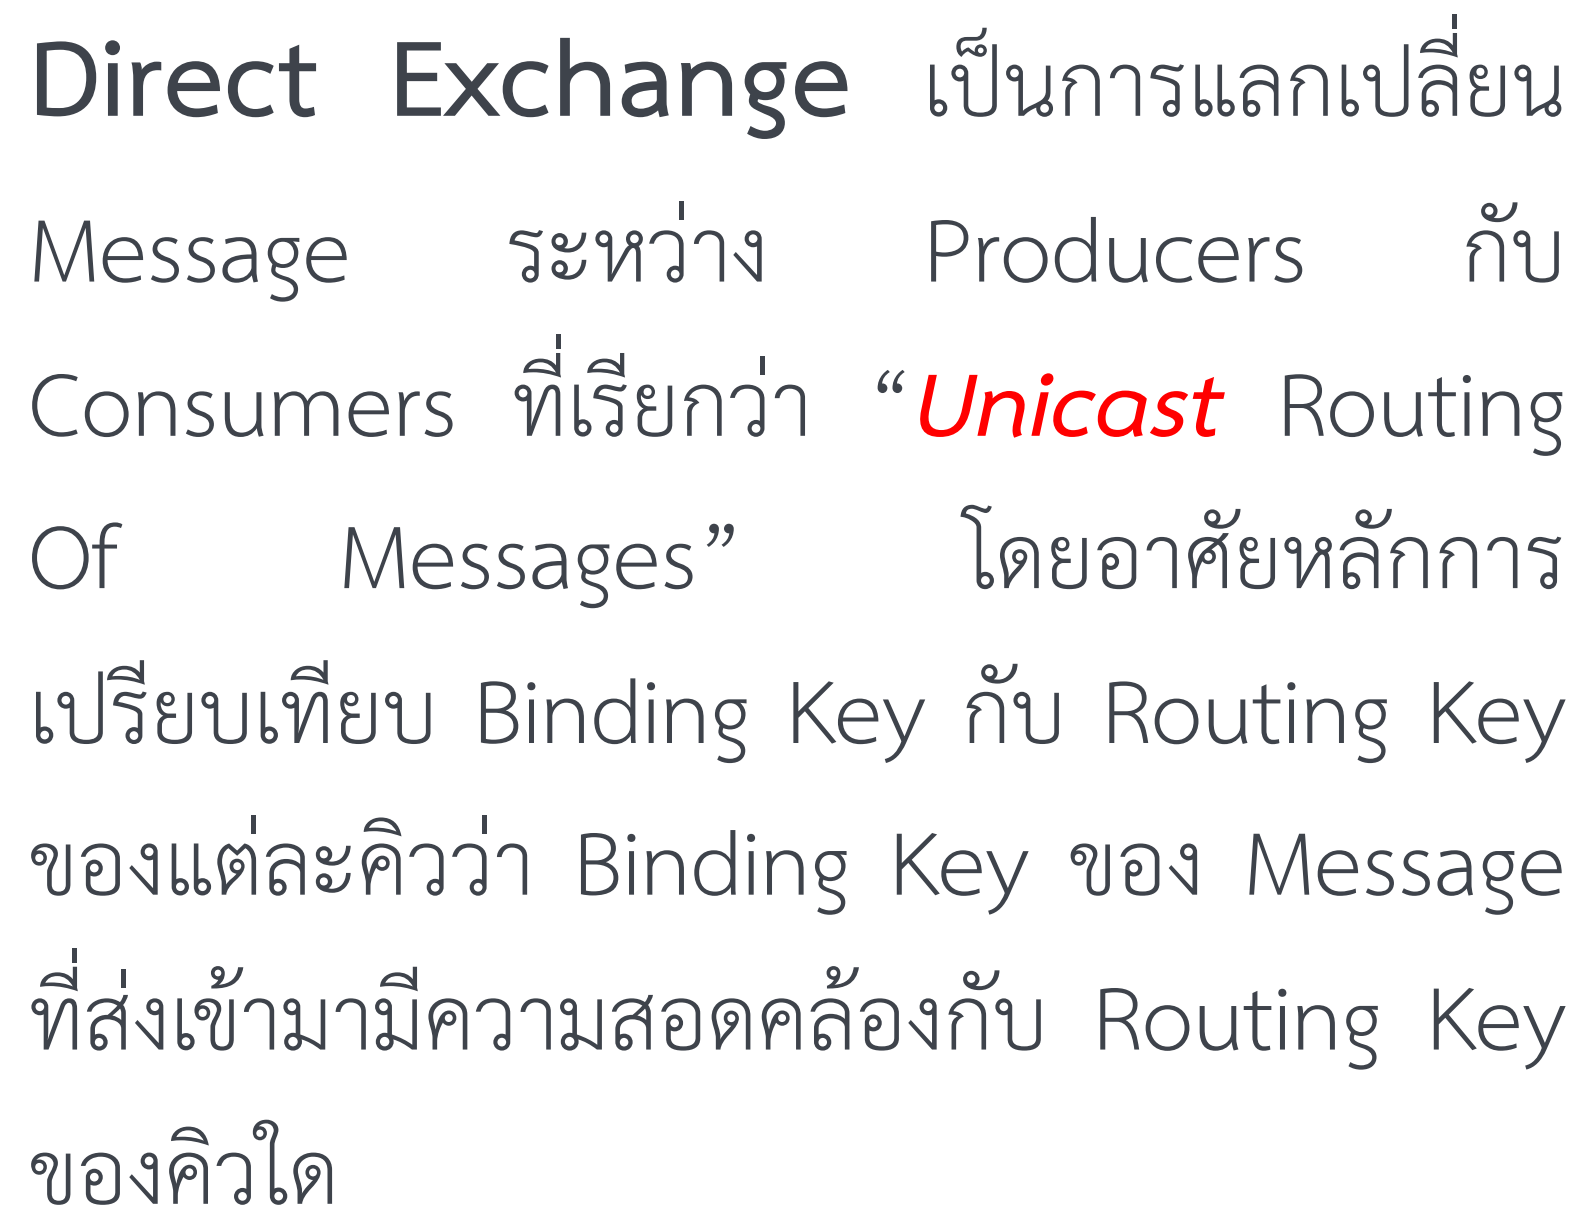 Direct Exchange เป็นการแลกเปลี่ยน
Message ระหว่าง Producers กับ
Consumers ที่เรียกว่า “Unicast Routing
Of Messages” โดยอาศัยหลักการ
เปรียบเทียบ Binding Key กับ Routing Key
ของแต่ละคิวว่า Binding Key ของ Message
ที่ส่งเข้ามามีความสอดคล้องกับ Routing Key
ของคิวใด